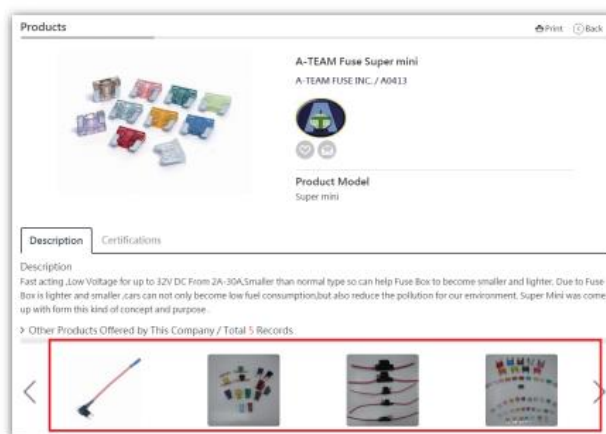 Products
Print
Back
A-TEAM Fuse Super mini
A-TEAM FUSE INC. / A0413
Product Model
Super mini
Description
Certifications
Description
Fast acting ,Low Voltage for up to 32V DC From 2A-30A,Smaller than normal type so can help Fuse Box to become smaller and lighter. Due to Fuse
Box is lighter and smaller ,cars can not only become low fuel consumption,but also reduce the pollution for our environment. Super Mini was come
up with form this kind of concept and purpose .
Other Products Offered by This Company / Total 5 Records.